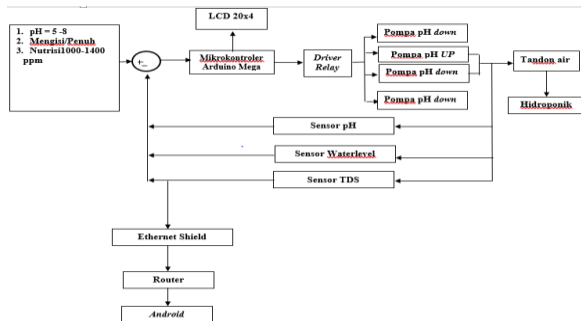 LCD 20x4
1. pH = 5 -8
2. Mengisi/Penuh
3. Nutrisi1000-1400
ppm
+
-
Mikrokontroler
Arduino Mega
Driver
Relay
Pompa pH down
Pompa pH UP
Pompa pH down
Pompa pH down
Tandon air
Hidroponik
Sensor pH
Sensor Waterlevel
Sensor TDS
Ethernet Shield
Router
Android